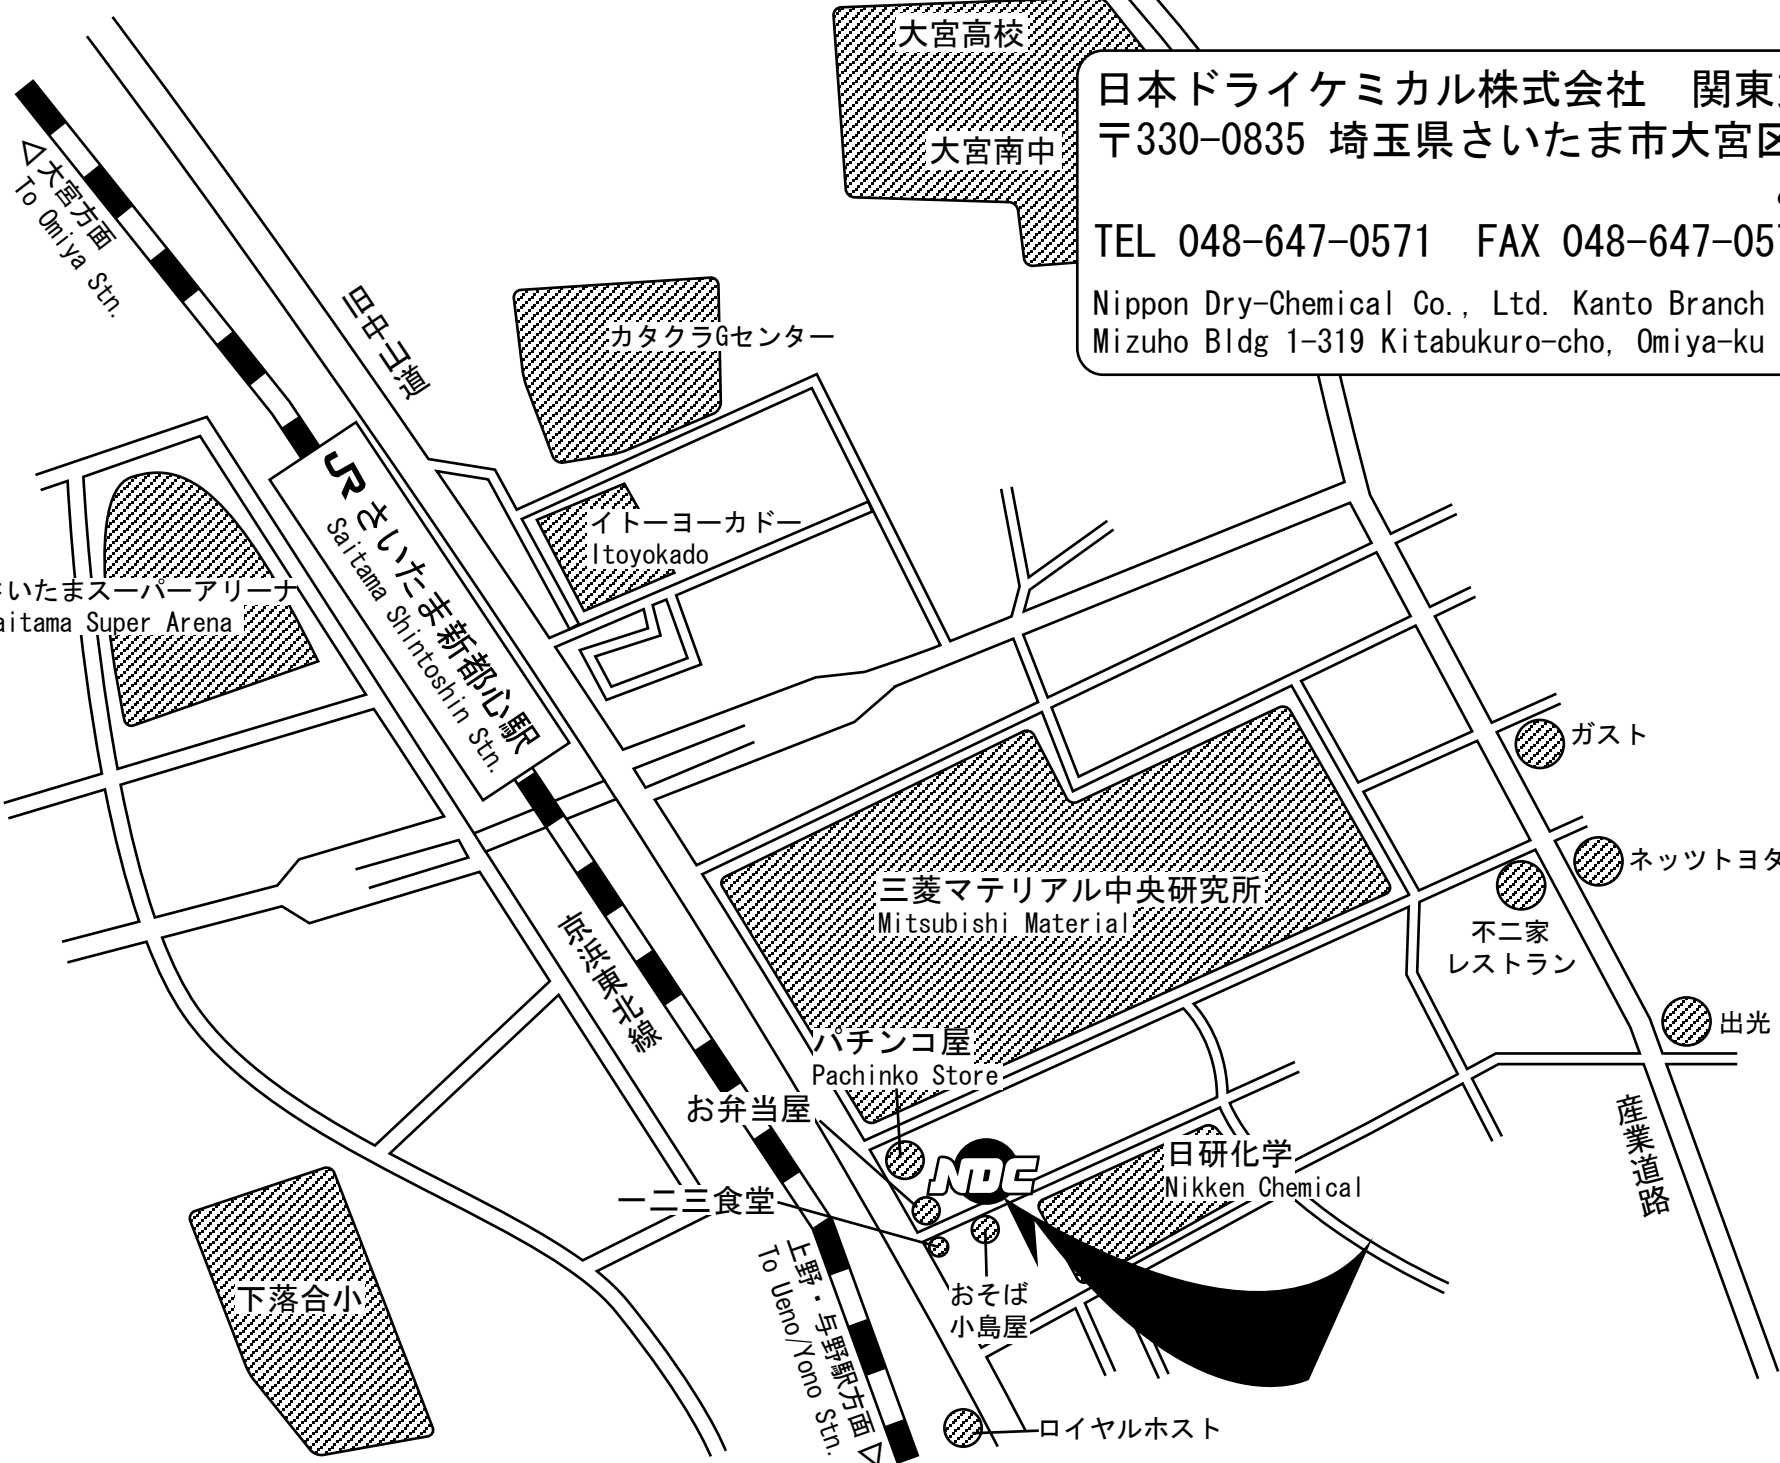 大宮高校
大宮南中
日本ドライケミカル株式会社　関東
〒330-0835 埼玉県さいたま市大宮区
TEL 048-647-0571　FAX 048-647-05
Nippon Dry-Chemical Co., Ltd. Kanto Branch
Mizuho Bldg 1-319 Kitabukuro-cho, Omiya-ku
△大宮方面
To Omiya Stn.
旧中山道
カタクラGセンター
イトーヨーカドー
Itoyokado
JR さいたま新都心駅
Saitama Shintoshin Stn.
いたまスーパーアリーナ
aitama Super Arena
ガスト
ネッツトヨタ
不二家
レストラン
出光
産業道路
三菱マテリアル中央研究所
Mitsubishi Material
京浜東北線
パチンコ屋
Pachinko Store
お弁当屋
NDC
日研化学
Nikken Chemical
一二三食堂
おそば
小島屋
上野・与野駅方面▷
To Ueno/Yono Stn.
下落合小
ロイヤルホスト